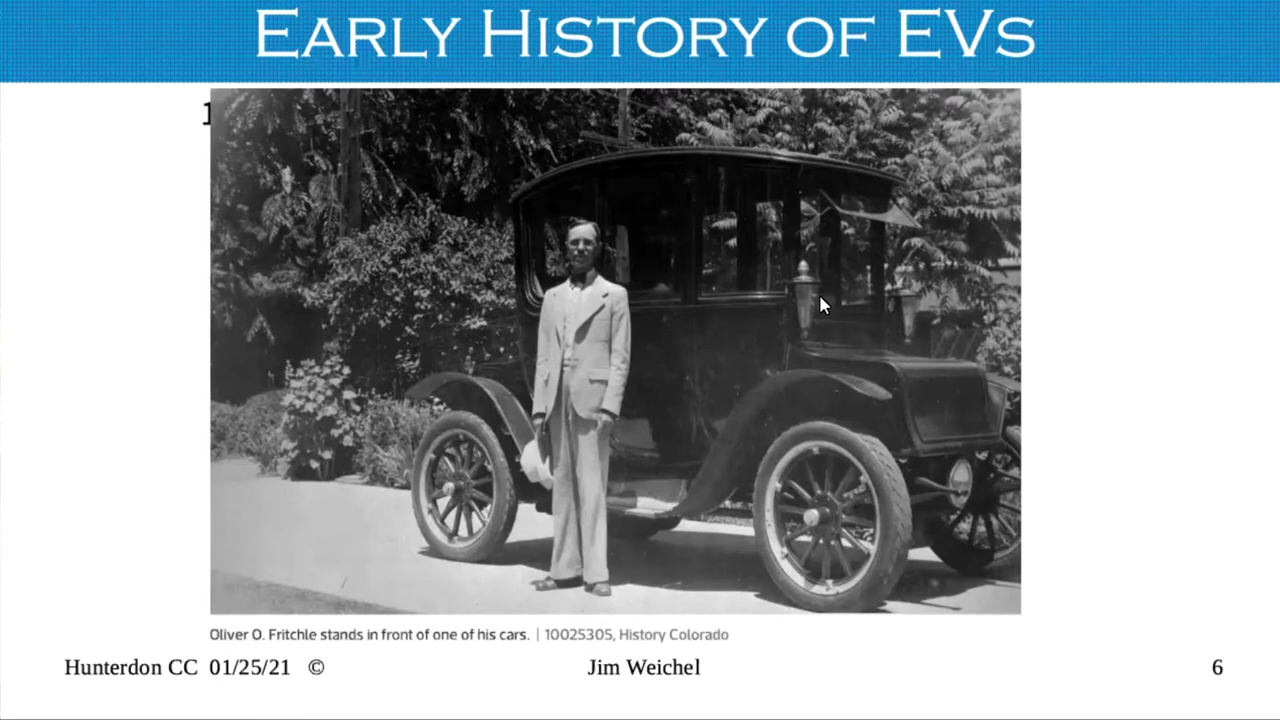 EARLY HISTORY OF EVS
1
Oliver O. Fritchle stands in front of one of his cars. | 10025305, History Colorado
Hunterdon CC 01/25/21 © Jim Weichel 6